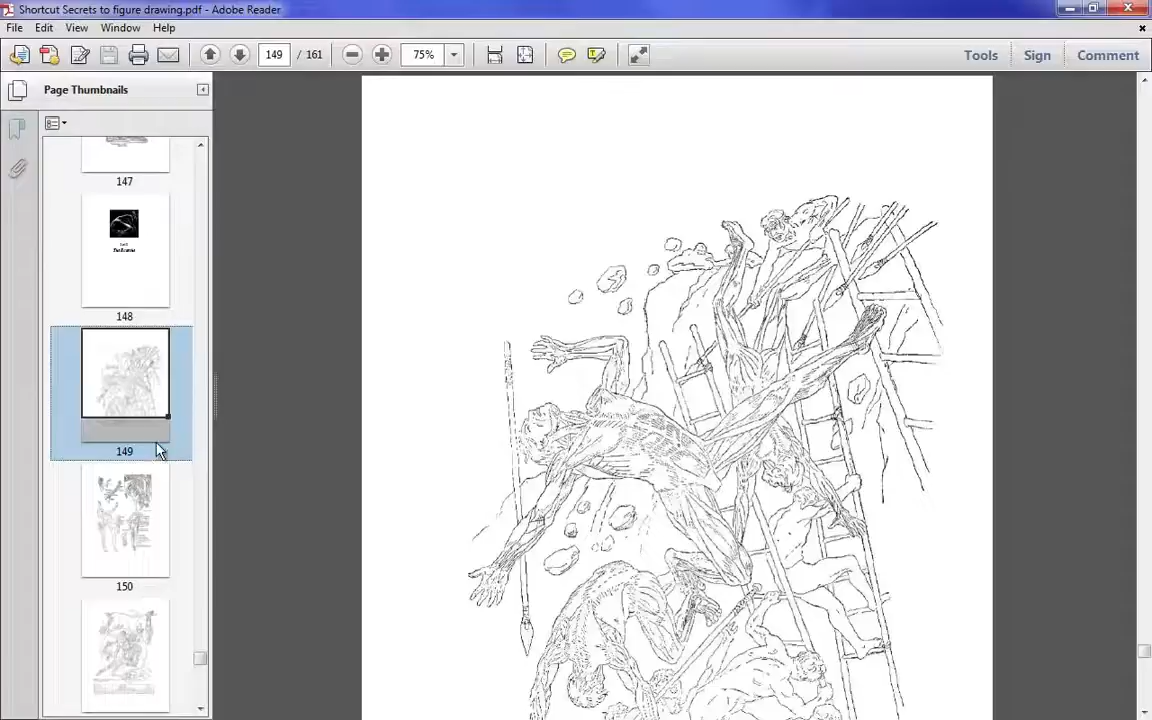 Shortcut Secrets to figure drawing.pdf - Adobe Reader
File Edit View Window Help
149 / 161 75% Tools Sign Comment
Page Thumbnails
147
148
149
150